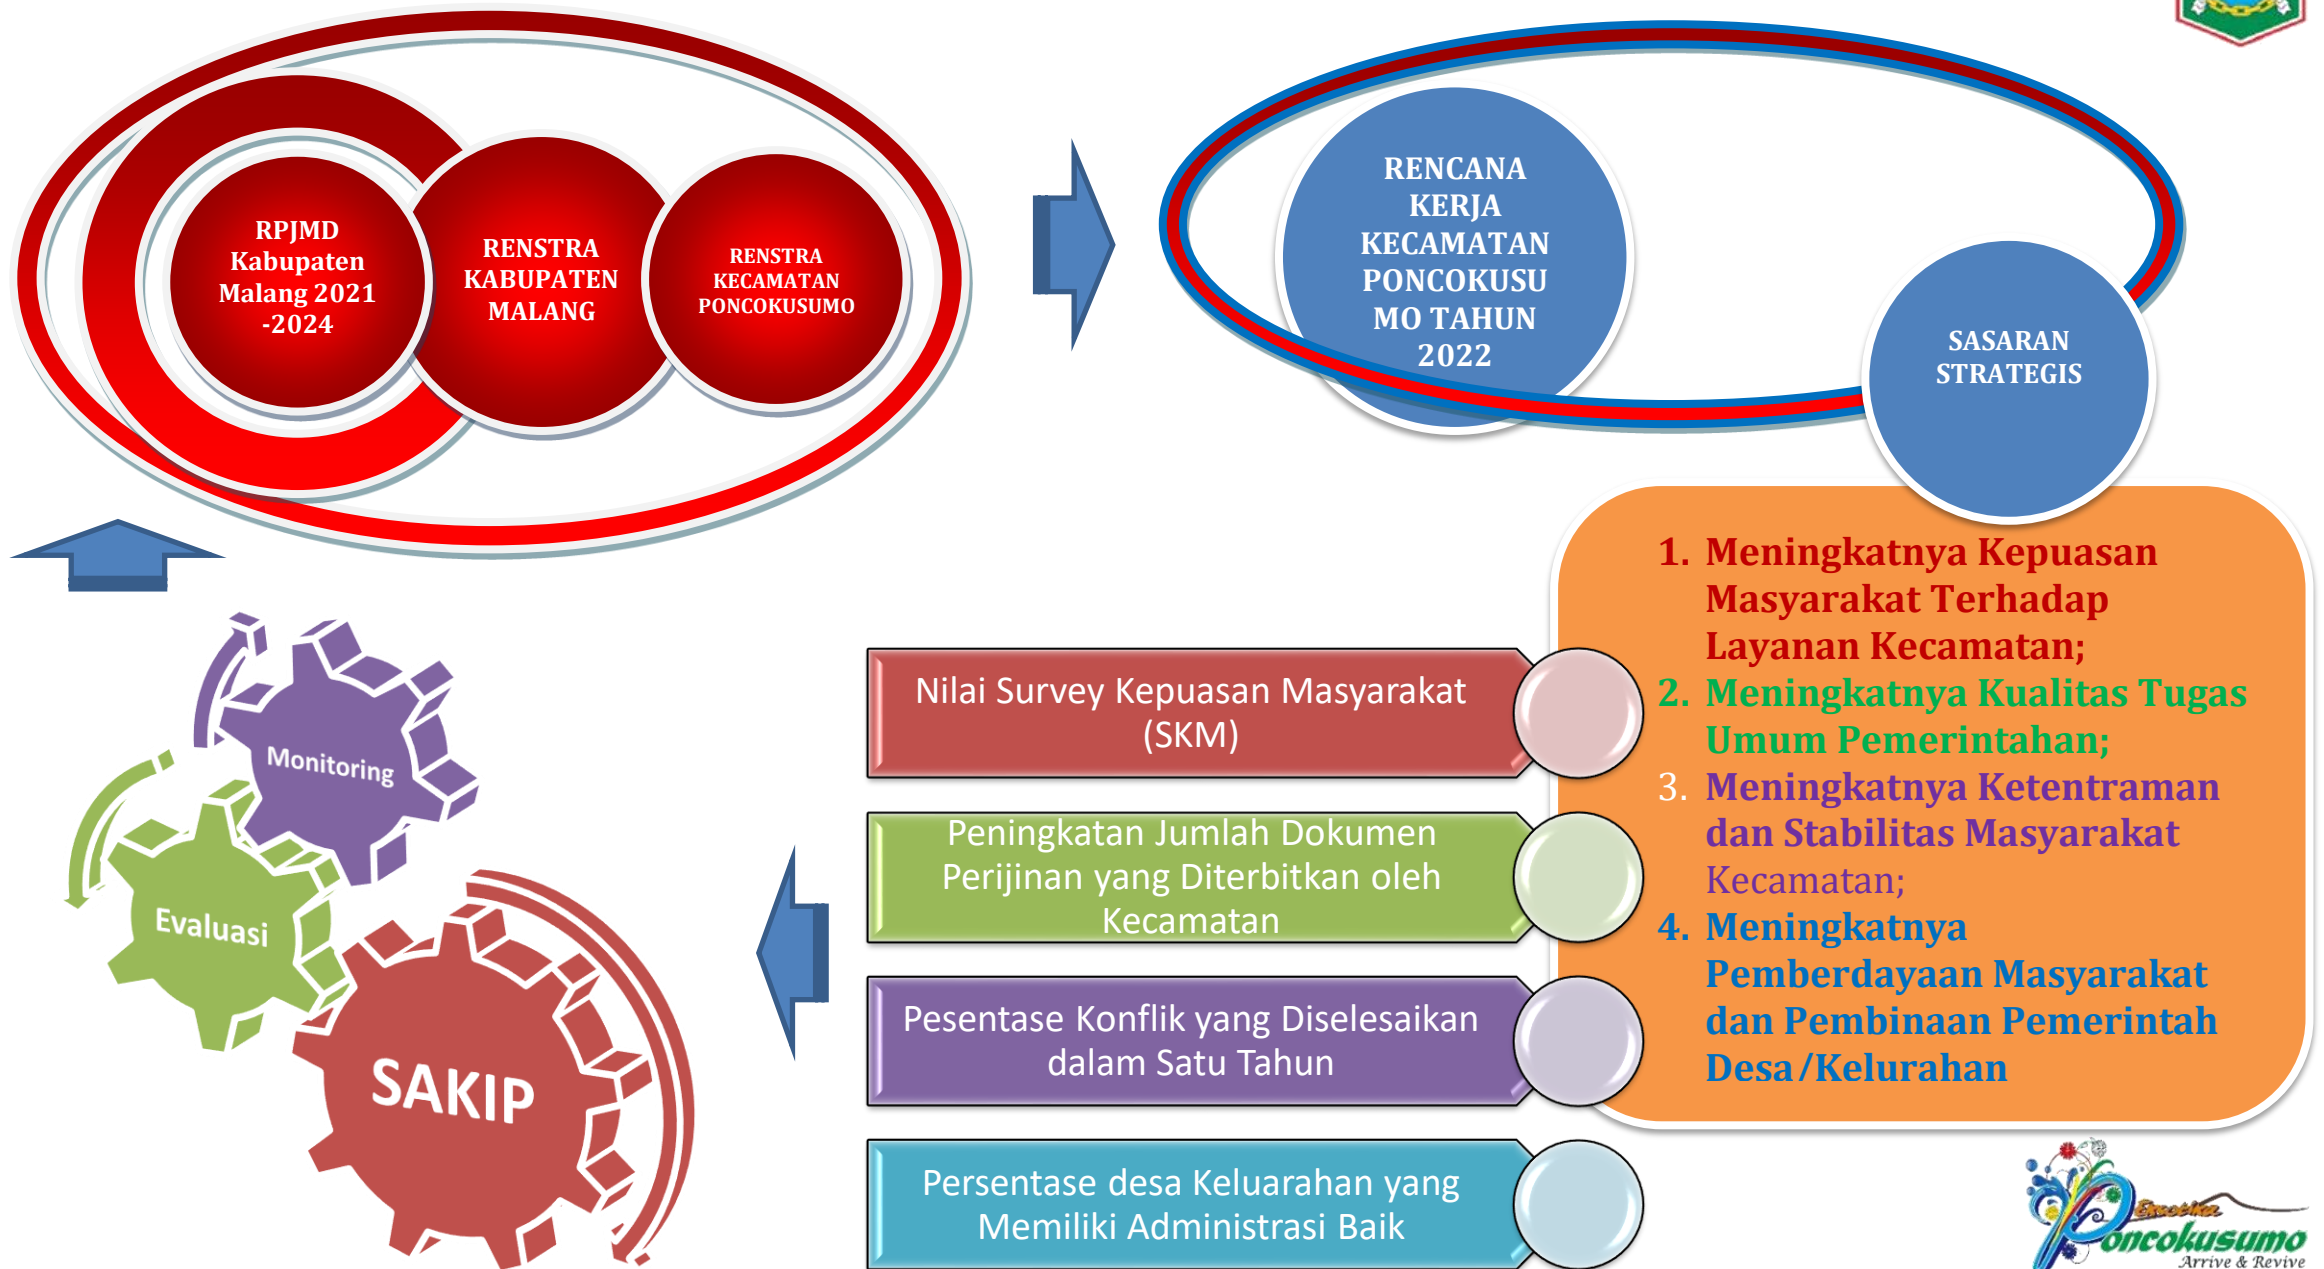 RPJMD
Kabupaten
Malang 2021
-2024
RENSTRA
KABUPATEN
MALANG
RENSTRA
KECAMATAN
PONCOKUSUMO
RENCANA
KERJA
KECAMATAN
PONCOKUSU
MO TAHUN
2022
SASARAN
STRATEGIS
1. Meningkatnya Kepuasan
Masyarakat Terhadap
Layanan Kecamatan;
2. Meningkatnya Kualitas Tugas
Umum Pemerintahan;
3. Meningkatnya Ketentraman
dan Stabilitas Masyarakat
Kecamatan;
4. Meningkatnya
Pemberdayaan Masyarakat
dan Pembinaan Pemerintah
Desa/Kelurahan
Nilai Survey Kepuasan Masyarakat
(SKM)
Peningkatan Jumlah Dokumen
Perijinan yang Diterbitkan oleh
Kecamatan
Pesentase Konflik yang Diselesaikan
dalam Satu Tahun
Persentase desa Keluarahan yang
Memiliki Administrasi Baik
Monitoring
Evaluasi
SAKIP
Poncokusumo
Arrive & Revive